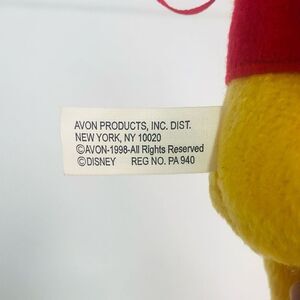 AVON PRODUCTS, INC. DIST.
NEW YORK, NY 10020
©AVON-1998-All Rights Reserved
©DISNEY REG NO. PA 940